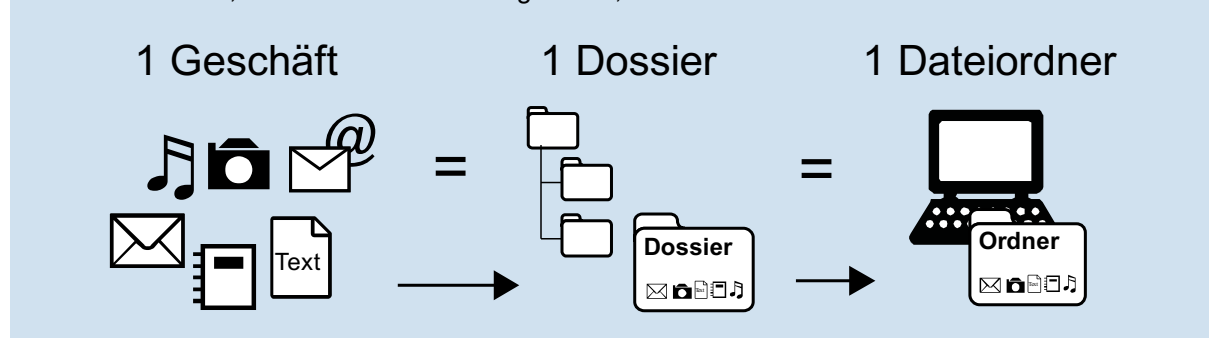 1 Geschäft
1 Dossier
1 Dateiordner
@
=
=
Text
Dossier
Ordner